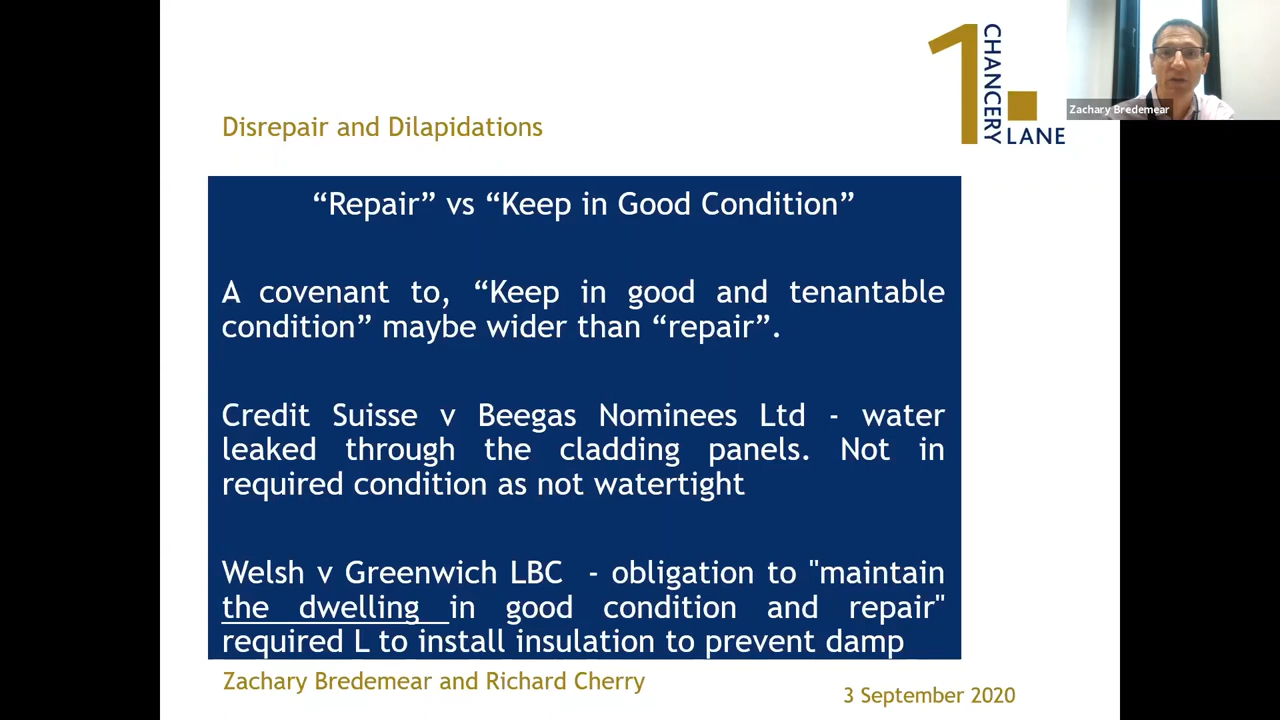 1 CHANCERY LANE
Zachary Bredemear
Disrepair and Dilapidations
“Repair” vs “Keep in Good Condition”
A covenant to, “Keep in good and tenantable
condition” maybe wider than “repair”.
Credit Suisse v Beegas Nominees Ltd - water
leaked through the cladding panels. Not in
required condition as not watertight
Welsh v Greenwich LBC - obligation to "maintain
the dwelling in good condition and repair"
required L to install insulation to prevent damp
Zachary Bredemear and Richard Cherry
3 September 2020